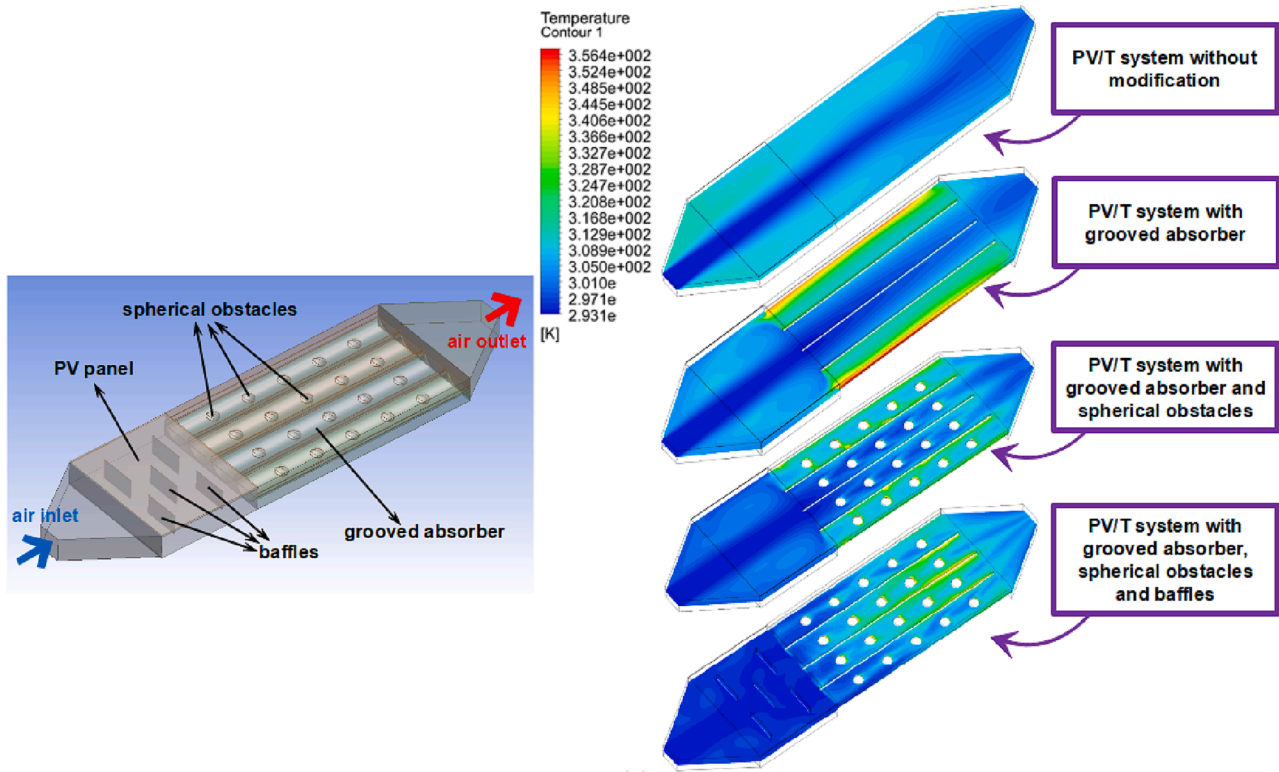 Temperature
Contour 1
3.564e+002
3.524e+002
3.485e+002
3.445e+002
3.406e+002
3.366e+002
3.327e+002
3.287e+002
3.247e+002
3.208e+002
3.168e+002
3.129e+002
3.089e+002
3.050e+002
3.010e
2.971e
2.931e
[K]
spherical obstacles
PV panel
air outlet
air inlet
baffles
grooved absorber
PV/T system without
modification
PV/T system with
grooved absorber
PV/T system with
grooved absorber and
spherical obstacles
PV/T system with
grooved absorber,
spherical obstacles
and baffles